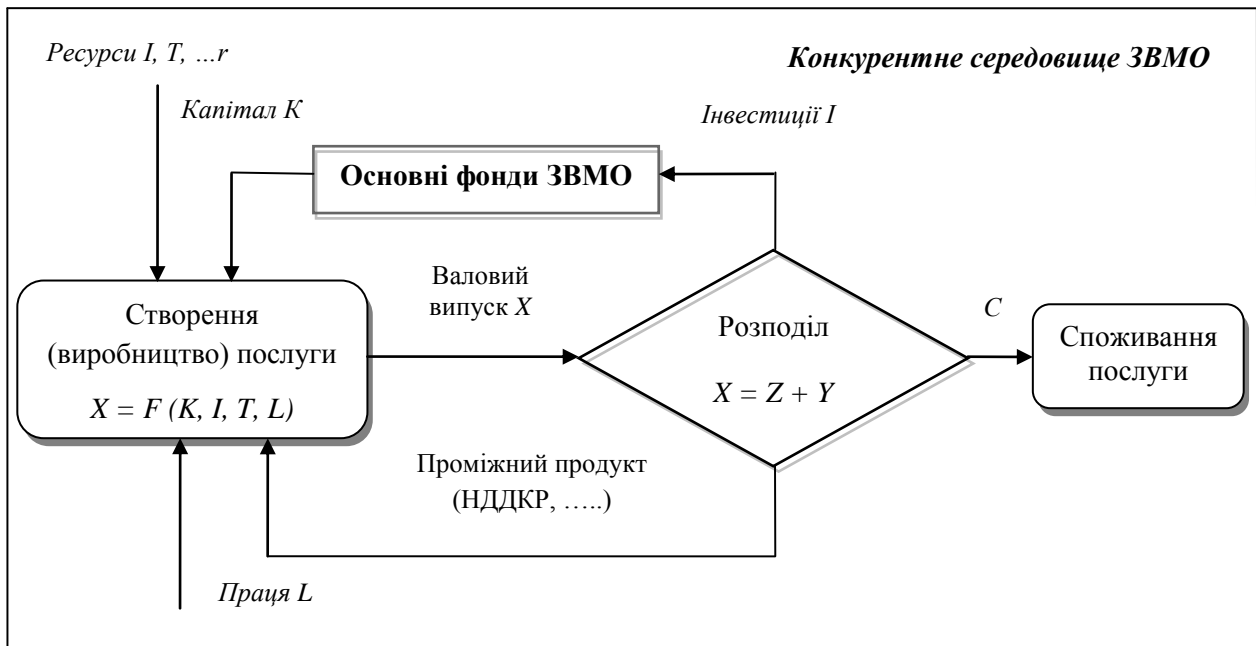 Ресурси I, T, ...r
Конкурентне середовище ЗВМО
Капітал К
Інвестиції І
Основні фонди ЗВМО
Валовий
випуск X
Створення
(виробництво) послуги
X = F (K, I, T, L)
Розподіл
X = Z + Y
C
Споживання
послуги
Проміжний продукт
(НДДКР, …..)
Праця L